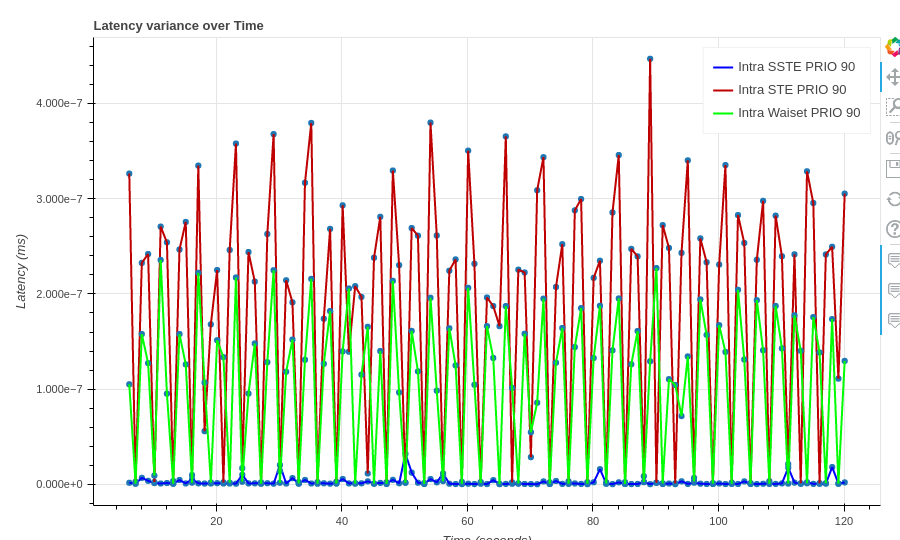 Latency variance over Time
Intra SSTE PRIO 90
Intra STE PRIO 90
Intra Waiset PRIO 90
4.000e−7
3.000e−7
2.000e−7
1.000e−7
0.000e+0
Latency (ms)
20 40 60 80 100 120
Time (seconds)